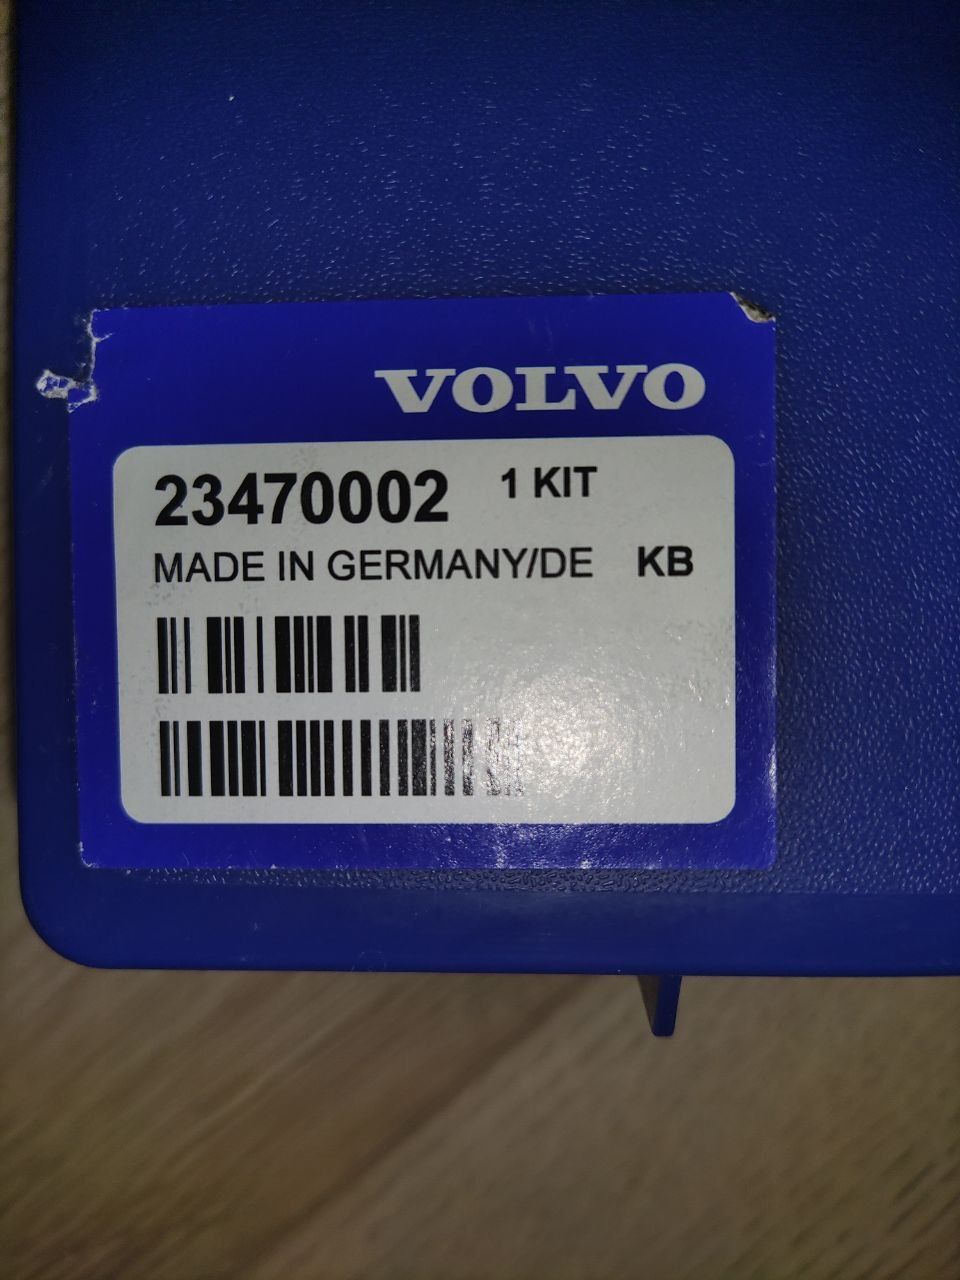 VOLVO
23470002 1 KIT
MADE IN GERMANY/DE KB